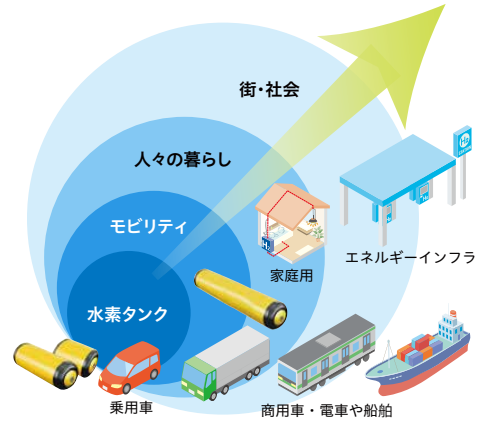 街・社会
人々の暮らし
モビリティ
水素タンク
H2
家庭用
H2
エネルギーインフラ
乗用車
商用車・電車や船舶